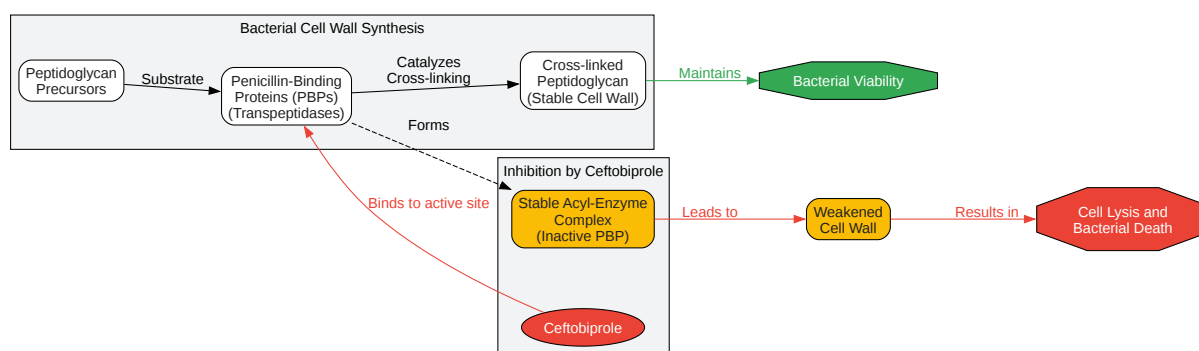 Bacterial Cell Wall Synthesis
Peptidoglycan
Precursors
Substrate
Penicillin-Binding
Proteins (PBPs)
(Transpeptidases)
Catalyzes
Cross-linking
Cross-linked
Peptidoglycan
(Stable Cell Wall)
Maintains
Bacterial Viability
Forms
Inhibition by Ceftobiprole
Binds to active site
Stable Acyl-Enzyme
Complex
(Inactive PBP)
Leads to
Weakened
Cell Wall
Results in
Cell Lysis and
Bacterial Death
Ceftobiprole